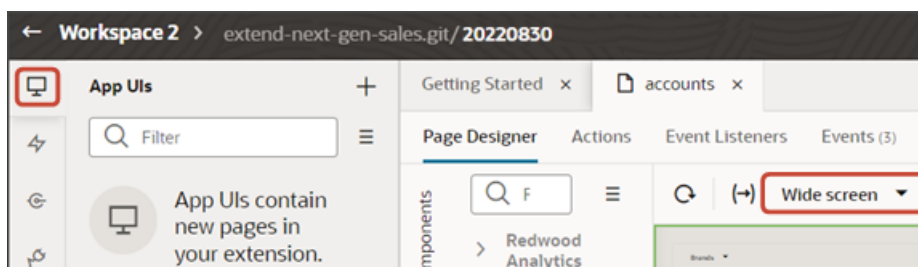 ← Workspace 2 > extend-next-gen-sales.git/ 20220830
App UIs +
Getting Started × accounts ×
Filter
Page Designer Actions Event Listeners Events (3)
App UIs contain
new pages in
your extension.
F
(→) Wide screen
> Redwood
Analytics
Brands